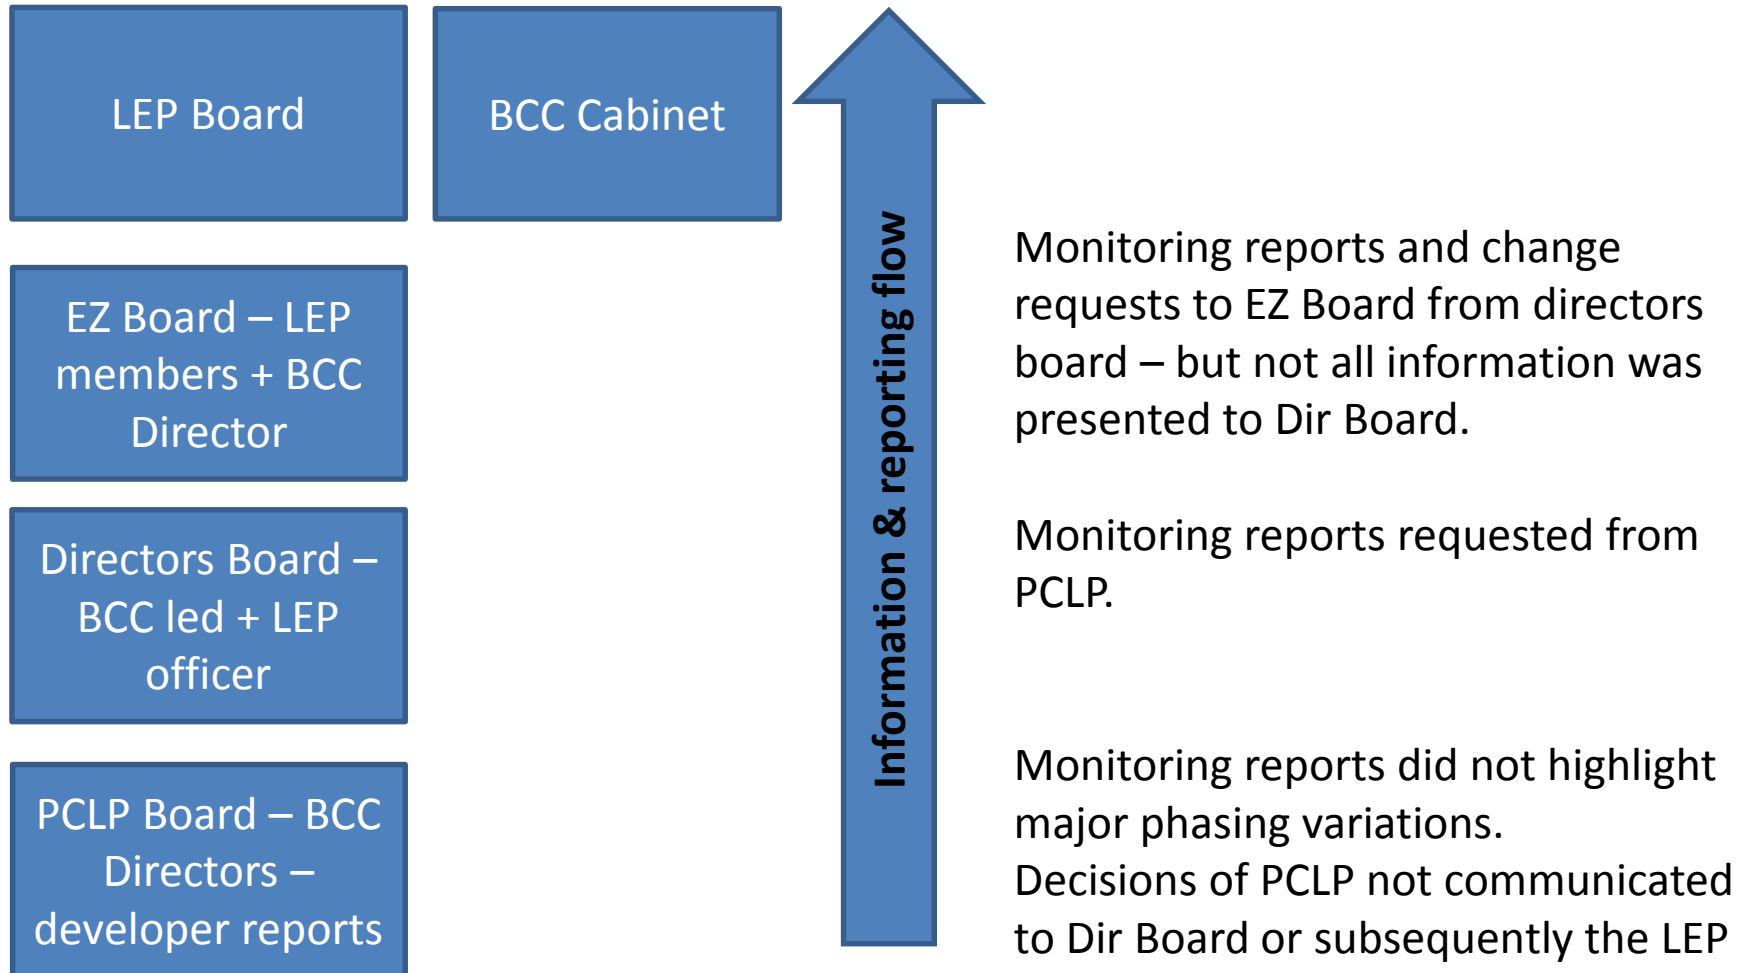 LEP Board
BCC Cabinet
EZ Board – LEP
members + BCC
Director
Directors Board –
BCC led + LEP
officer
PCLP Board – BCC
Directors –
developer reports
Information & reporting flow
Monitoring reports and change
requests to EZ Board from directors
board – but not all information was
presented to Dir Board.
Monitoring reports requested from
PCLP.
Monitoring reports did not highlight
major phasing variations.
Decisions of PCLP not communicated
to Dir Board or subsequently the LEP